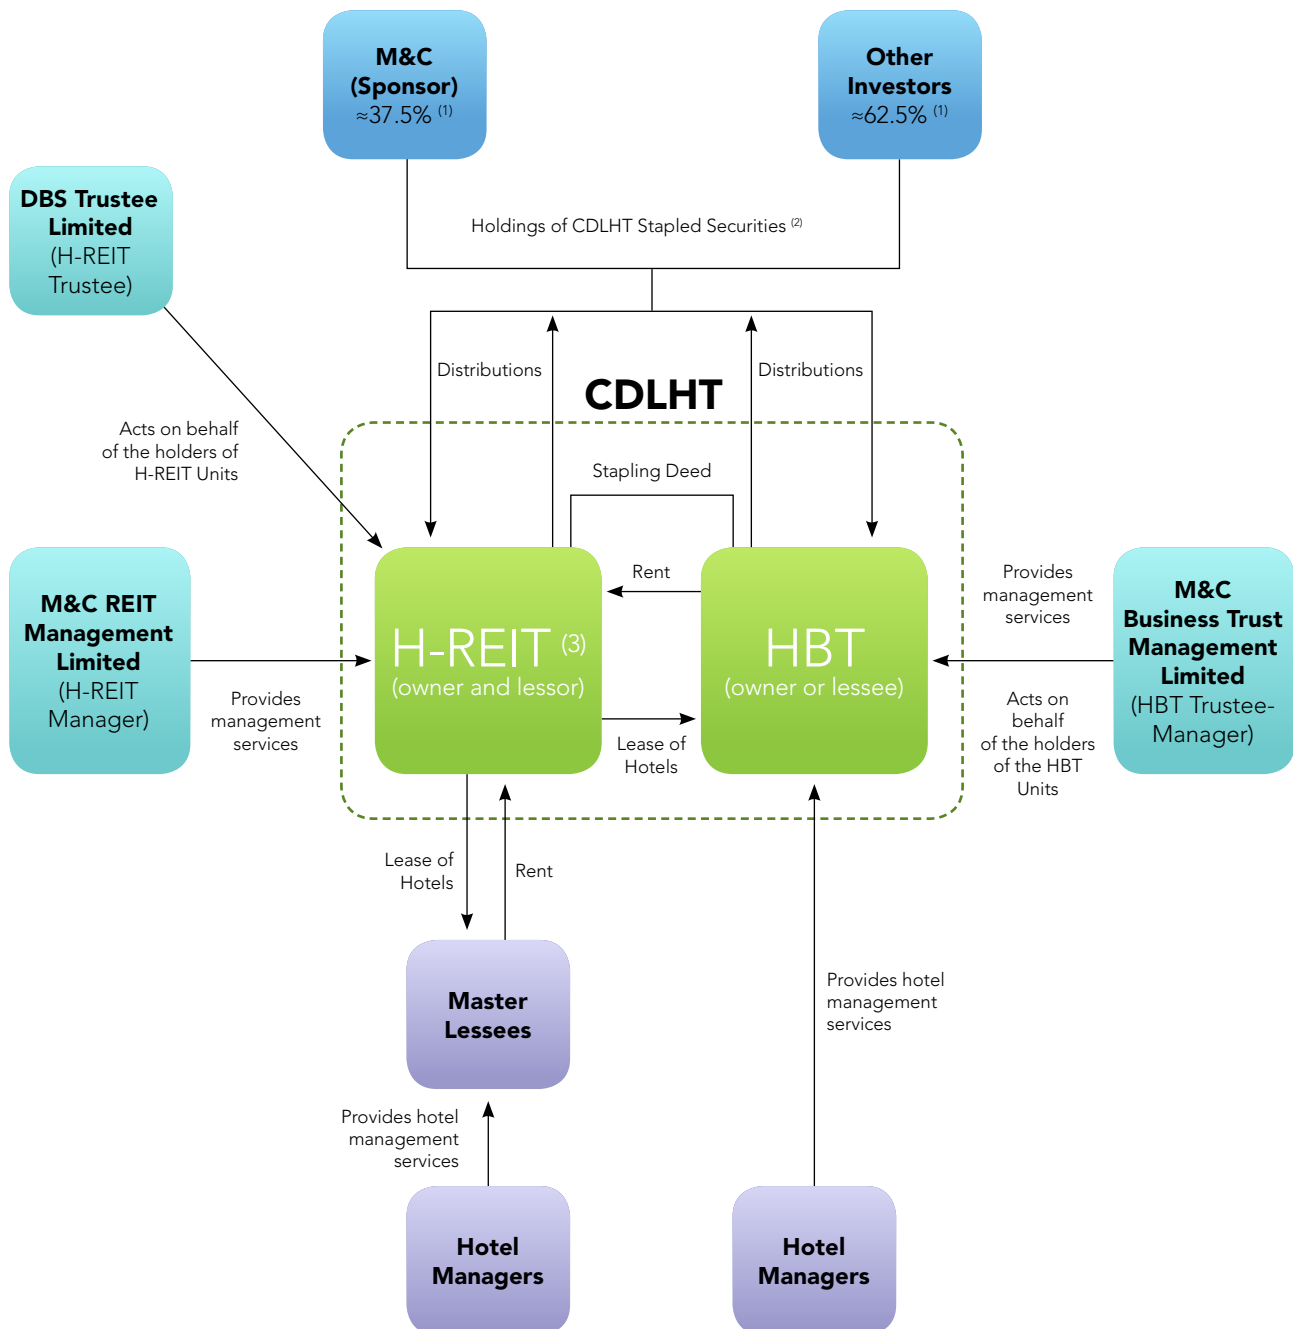 M&C
(Sponsor)
≈37.5% (1)
Other
Investors
≈62.5% (1)
DBS Trustee
Limited
(H-REIT
Trustee)
Holdings of CDLHT Stapled Securities (2)
Distributions
Distributions
CDLHT
Acts on behalf
of the holders of
H-REIT Units
Stapling Deed
M&C REIT
Management
Limited
(H-REIT
Manager)
Provides
management
services
H-REIT (3)
(owner and lessor)
Rent
Lease of
Hotels
HBT
(owner or lessee)
Provides
management
services
Acts on
behalf
of the holders
of the HBT
Units
M&C
Business Trust
Management
Limited
(HBT Trustee-
Manager)
Lease of
Hotels
Rent
Master
Lessees
Provides hotel
management
services
Provides hotel
management
services
Hotel
Managers
Hotel
Managers